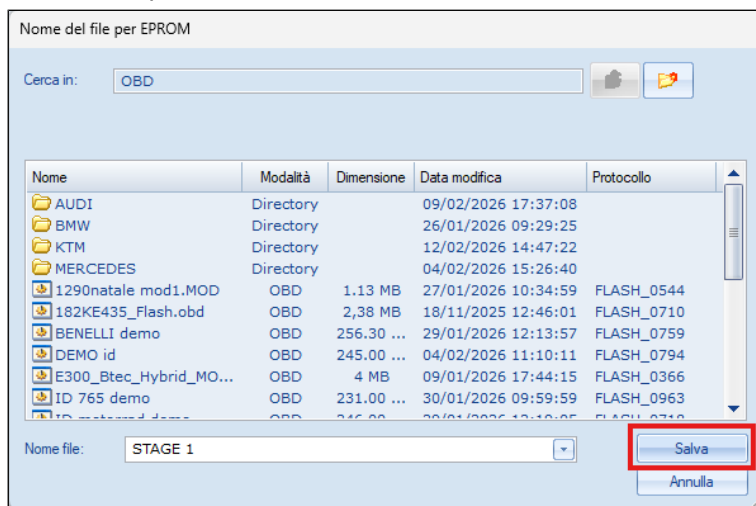 Nome del file per EPROM
Cerca in: OBD
Nome Modalità Dimensione Data modifica Protocollo
AUDI Directory 09/02/2026 17:37:08
BMW Directory 26/01/2026 09:29:25
KTM Directory 12/02/2026 14:47:22
MERCEDES Directory 04/02/2026 15:26:40
1290natale mod1.MOD OBD 1.13 MB 27/01/2026 10:34:59 FLASH_0544
182KE435_Flash.obd OBD 2,38 MB 18/11/2025 12:46:01 FLASH_0710
BENELLI demo OBD 256.30 ... 29/01/2026 12:13:57 FLASH_0759
DEMO id OBD 245.00 ... 04/02/2026 11:10:11 FLASH_0794
E300_Btec_Hybrid_MO... OBD 4 MB 09/01/2026 17:44:15 FLASH_0366
ID 765 demo OBD 231.00 ... 30/01/2026 09:59:59 FLASH_0963
Nome file: STAGE 1 Salva
Annulla